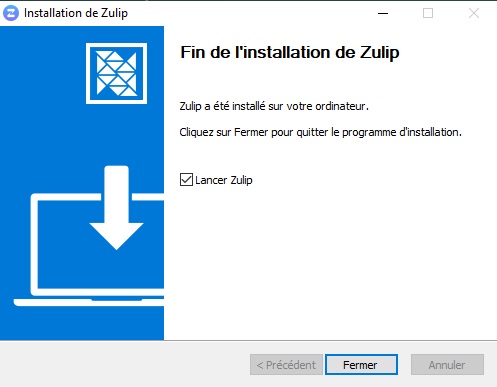 Installation de Zulip
Fin de l'installation de Zulip
Zulip a été installé sur votre ordinateur.
Cliquez sur Fermer pour quitter le programme d'installation.
Lancer Zulip
< Précédent
Fermer
Annuler